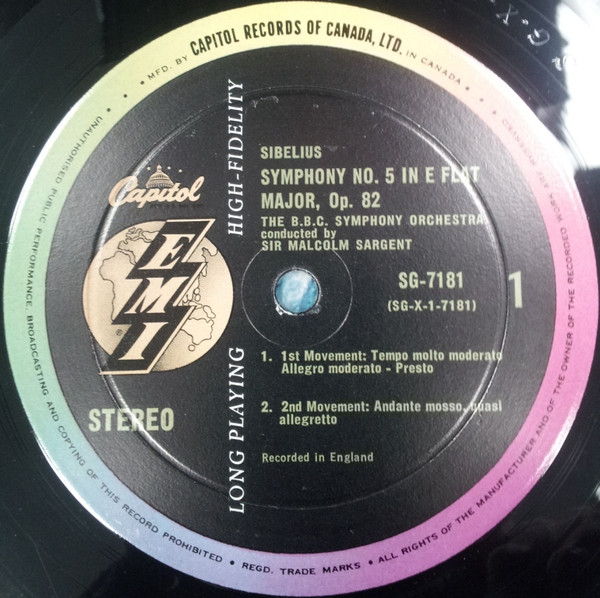 MFD. BY CAPITOL RECORDS OF CANADA, LTD. IN CANADA
UNAUTHORISED PUBLIC PERFORMANCE, BROADCASTING AND COPYING OF THIS RECORD PROHIBITED • REGD. TRADE MARKS • ALL RIGHTS OF THE MANUFACTURER AND OF THE OWNER OF THE RECORDED WORK ARE RESERVED
Capitol
EMI
®
STEREO
LONG PLAYING HIGH-FIDELITY
SIBELIUS
SYMPHONY NO. 5 IN E FLAT
MAJOR, Op. 82
THE B.B.C. SYMPHONY ORCHESTRA,
conducted by
SIR MALCOLM SARGENT
SG-7181
(SG-X-1-7181)
1
1. 1st Movement: Tempo molto moderato
Allegro moderato - Presto
2. 2nd Movement: Andante mosso, quasi
allegretto
Recorded in England